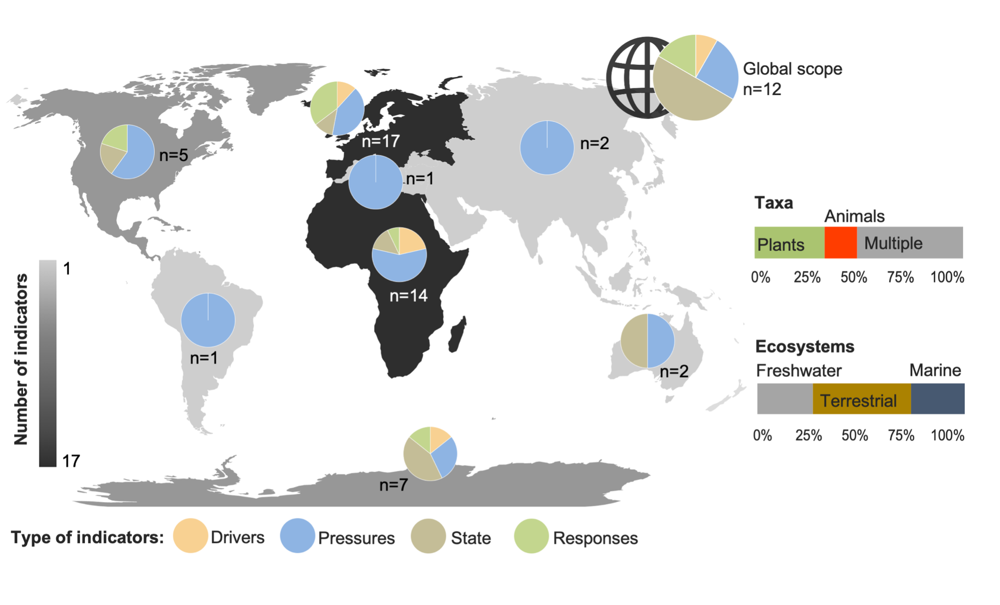 Global scope
n=12
n=17
n=2
n=5
n=1
Taxa
Animals
Plants
Multiple
0% 25% 50% 75% 100%
1
Number of indicators
17
n=14
n=1
n=2
Ecosystems
Freshwater
Marine
Terrestrial
0% 25% 50% 75% 100%
n=7
Type of indicators: Drivers Pressures State Responses